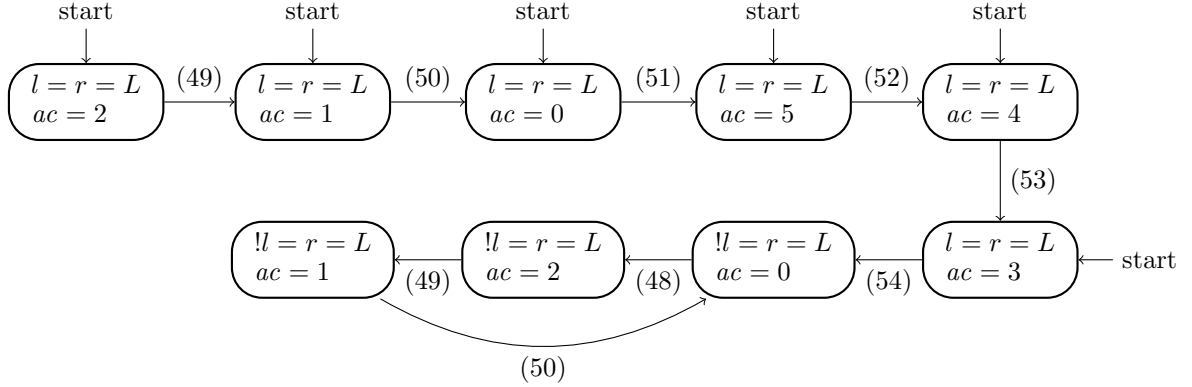 start start start start start
l = r = L
ac = 2
(49)
l = r = L
ac = 1
(50)
l = r = L
ac = 0
(51)
l = r = L
ac = 5
(52)
l = r = L
ac = 4
(53)
!l = r = L
ac = 1
(49)
!l = r = L
ac = 2
(48)
!l = r = L
ac = 0
(54)
l = r = L
ac = 3
start
(50)